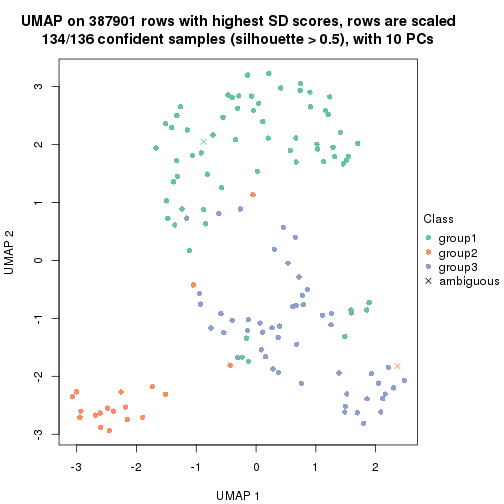 UMAP on 387901 rows with highest SD scores, rows are scaled
134/136 confident samples (silhouette > 0.5), with 10 PCs
3
2
1
0
-1
-2
-3
UMAP 2
-3
-2
-1
0
1
2
UMAP 1
Class
group1
group2
group3
ambiguous